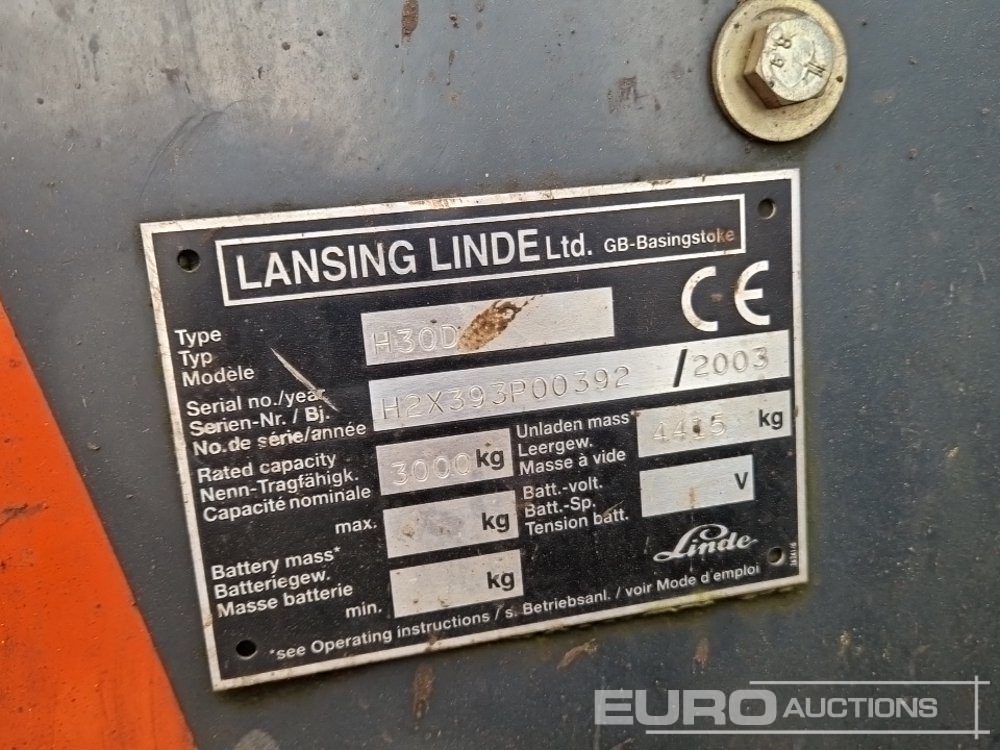 8.8
LANSING LINDE Ltd. GB-Basingstoke
CE
Type
Typ
Modèle
H30D
Serial no./year
Serien-Nr. / Bj.
No. de série/année
H2X393P00392 / 2003
Rated capacity
Nenn-Tragfähigk.
Capacité nominale
3000 kg
Unladen mass*
Leergew.
Masse à vide
4415 kg
Battery mass*
Batteriegew.
Masse batterie
max. kg
min. kg
Batt.-volt.
Batt.-Sp.
Tension batt.
V
Linde
*see Operating instructions / s. Betriebsanl. / voir Mode d'emploi
EURO AUCTIONS